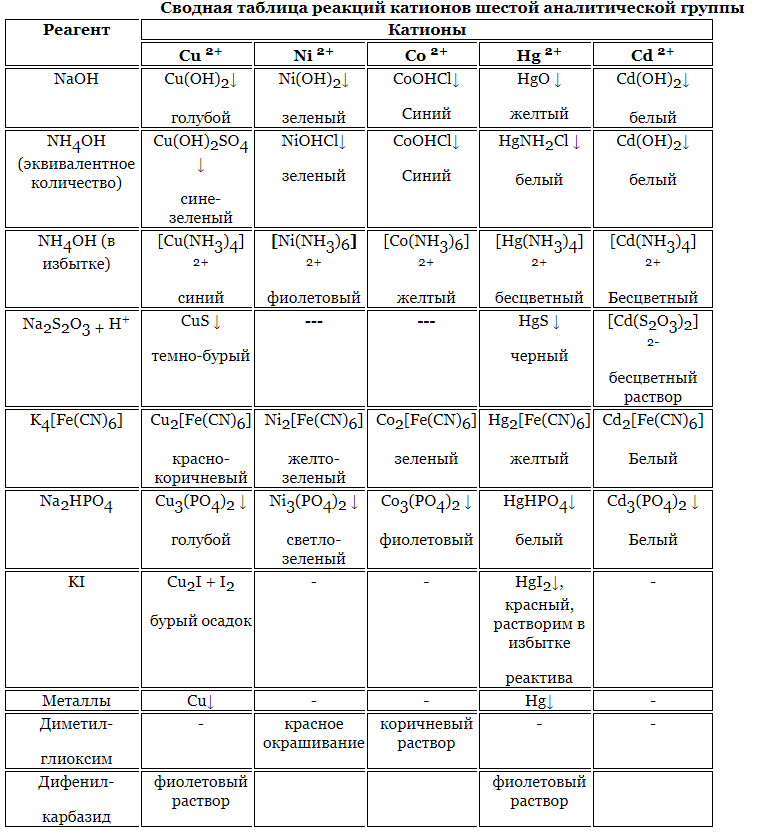 Сводная таблица реакций катионов шестой аналитической группы
Реагент
Катионы
Cu 2+
Ni 2+
Co 2+
Hg 2+
Cd 2+
NaOH
Cu(OH)2↓
голубой
Ni(OH)2↓
зеленый
CoOHCl↓
Синий
HgO ↓
желтый
Cd(OH)2↓
белый
NH4OH
(эквивалентное
количество)
Cu(OH)2SO4
↓
сине-
зеленый
NiOHCl↓
зеленый
CoOHCl↓
Синий
HgNH2Cl ↓
белый
Cd(OH)2↓
белый
NH4OH (в
избытке)
[Cu(NH3)4]
2+
синий
[Ni(NH3)6]
2+
фиолетовый
[Co(NH3)6]
2+
желтый
[Hg(NH3)4]
2+
бесцветный
[Cd(NH3)4]
2+
Бесцветный
Na2S2O3 + H+
CuS ↓
темно-бурый
---
---
HgS ↓
черный
[Cd(S2O3)2]
2-
бесцветный
раствор
K4[Fe(CN)6]
Cu2[Fe(CN)6]
красно-
коричневый
Ni2[Fe(CN)6]
желто-
зеленый
Co2[Fe(CN)6]
зеленый
Hg2[Fe(CN)6]
желтый
Cd2[Fe(CN)6]
Белый
Na2HPO4
Cu3(PO4)2 ↓
голубой
Ni3(PO4)2 ↓
светло-
зеленый
Co3(PO4)2 ↓
фиолетовый
HgHPO4↓
белый
Cd3(PO4)2 ↓
Белый
KI
Cu2I + I2
бурый осадок
-
-
HgI2↓,
красный,
растворим в
избытке
реактива
-
Металлы
Cu↓
-
-
Hg↓
-
Диметил-
глиоксим
-
красное
окрашивание
коричневый
раствор
-
-
Дифенил-
карбазид
фиолетовый
раствор
фиолетовый
раствор